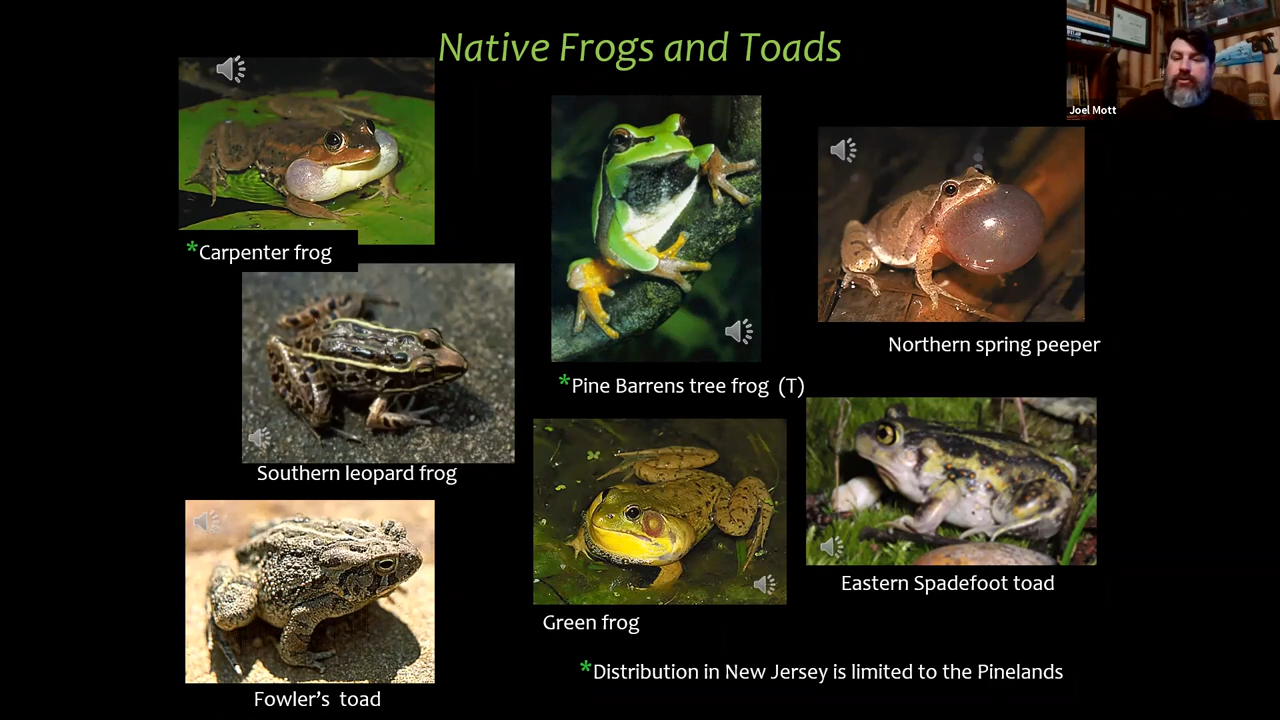 Native Frogs and Toads
Joel Mott
*Carpenter frog
Northern spring peeper
*Pine Barrens tree frog (T)
Southern leopard frog
Eastern Spadefoot toad
Green frog
*Distribution in New Jersey is limited to the Pinelands
Fowler’s toad